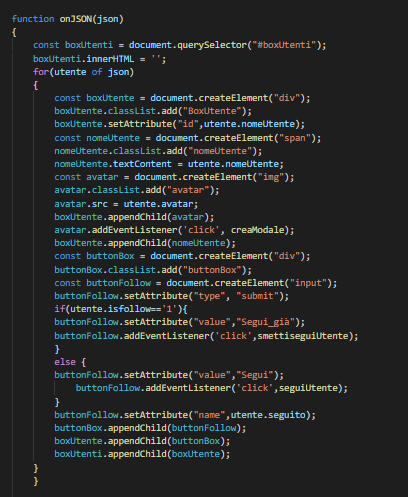 function onJSON(json)
{
    const boxUtenti = document.querySelector("#boxUtenti");
    boxUtenti.innerHTML = '';
    for(utente of json)
    {
        const boxUtente = document.createElement("div");
        boxUtente.classList.add("BoxUtente");
        boxUtente.setAttribute("id",utente.nomeUtente);
        const nomeUtente = document.createElement("span");
        nomeUtente.classList.add("nomeUtente");
        nomeUtente.textContent = utente.nomeUtente;
        const avatar = document.createElement("img");
        avatar.classList.add("avatar");
        avatar.src = utente.avatar;
        boxUtente.appendChild(avatar);
        avatar.addEventListener('click', creaModale);
        boxUtente.appendChild(nomeUtente);
        const buttonBox = document.createElement("div");
        buttonBox.classList.add("buttonBox");
        const buttonFollow = document.createElement("input");
        buttonFollow.setAttribute("type", "submit");
        if(utente.isfollow=='1'){
        buttonFollow.setAttribute("value","Segui_già");
        buttonFollow.addEventListener('click',smettiseguiUtente);
        }
        else {
        buttonFollow.setAttribute("value","Segui");
            buttonFollow.addEventListener('click',seguiUtente);
        }
        buttonFollow.setAttribute("name",utente.seguito);
        buttonBox.appendChild(buttonFollow);
        boxUtente.appendChild(buttonBox);
        boxUtenti.appendChild(boxUtente);
    }
    }